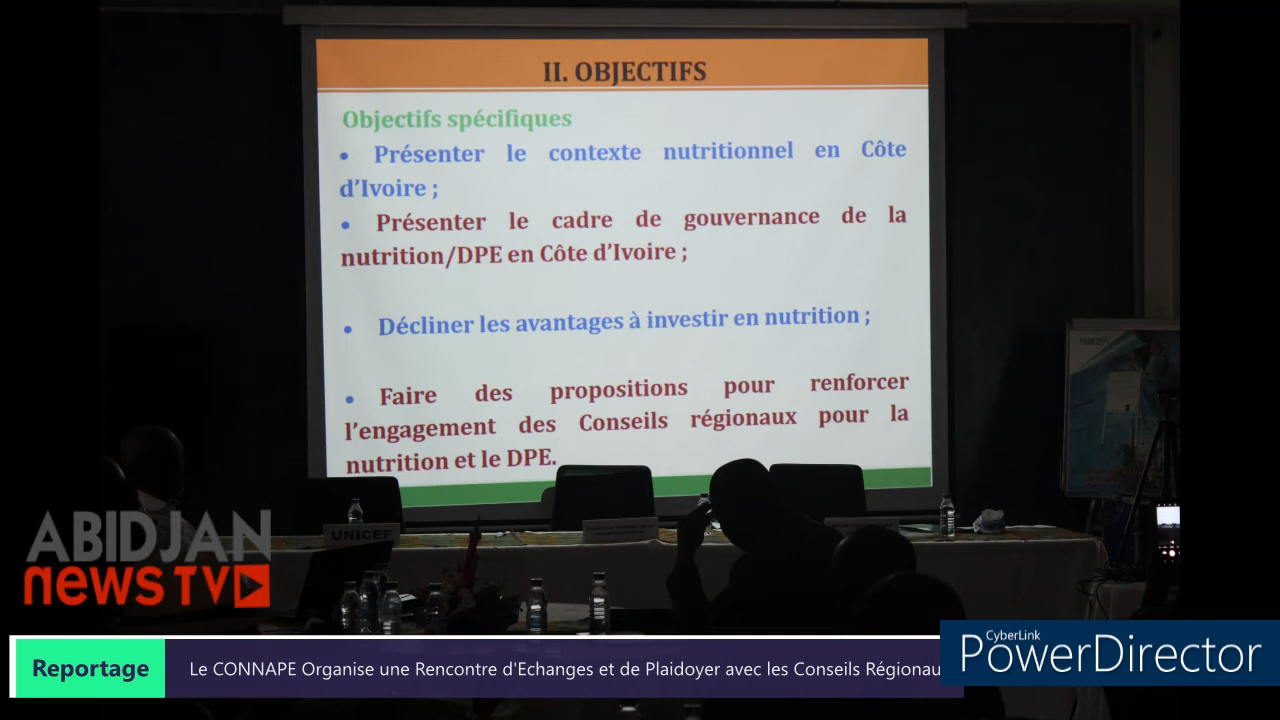 II. OBJECTIFS
Objectifs spécifiques
• Présenter le contexte nutritionnel en Côte
d’Ivoire ;
• Présenter le cadre de gouvernance de la
nutrition/DPE en Côte d’Ivoire ;
• Décliner les avantages à investir en nutrition ;
• Faire des propositions pour renforcer
l’engagement des Conseils régionaux pour la
nutrition et le DPE.
UNICEF
ABIDJAN
news TV
Reportage
Le CONNAPE Organise une Rencontre d'Echanges et de Plaidoyer avec les Conseils Régionau
CyberLink
PowerDirector